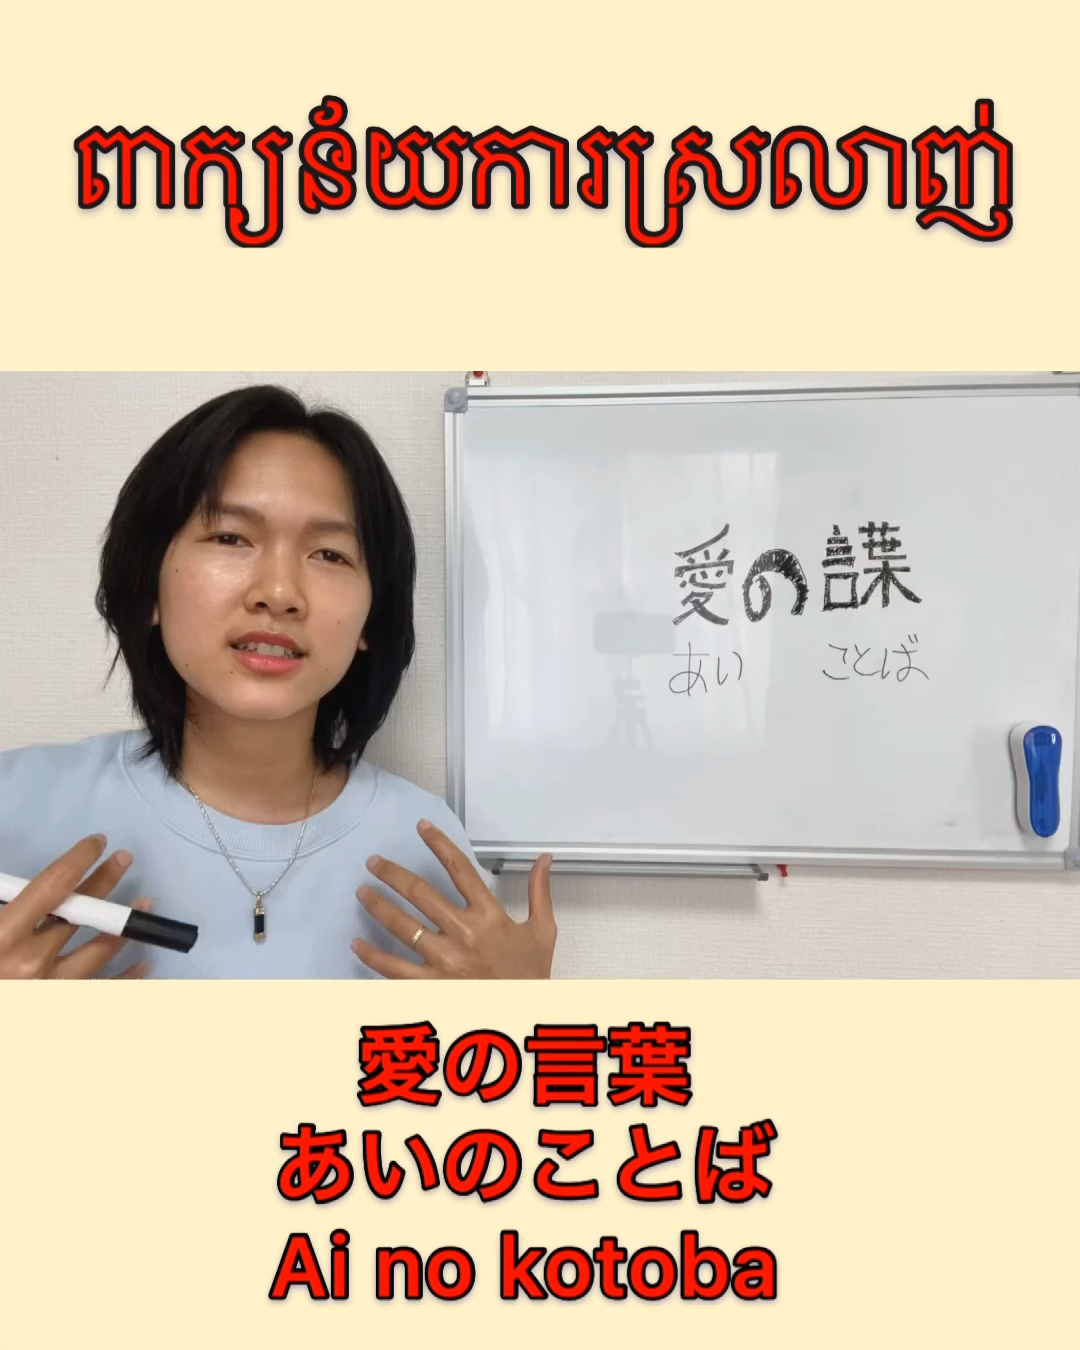 ពាក្យន័យការស្រលាញ់
愛の言葉
あい ことば
愛の言葉
あいのことば
Ai no kotoba